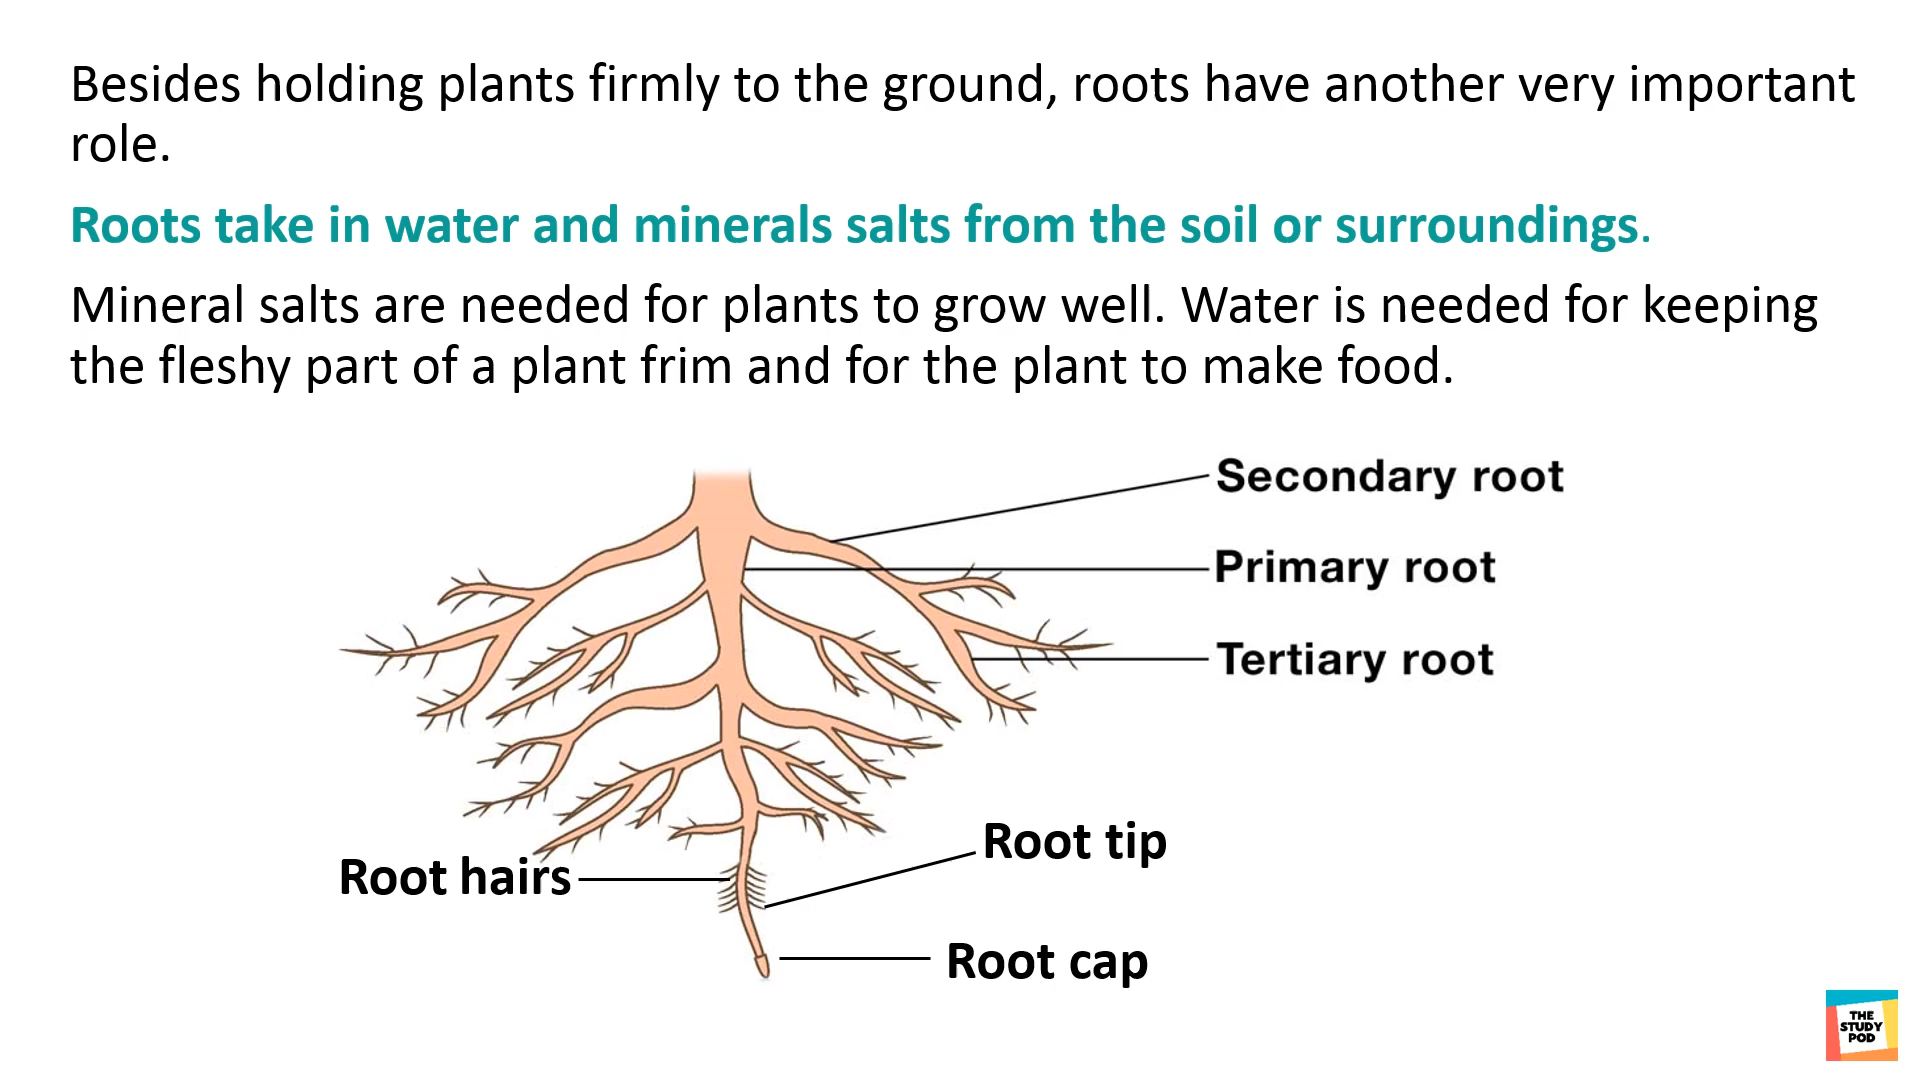 Besides holding plants firmly to the ground, roots have another very important
role.
Roots take in water and minerals salts from the soil or surroundings.
Mineral salts are needed for plants to grow well. Water is needed for keeping
the fleshy part of a plant frim and for the plant to make food.
Secondary root
Primary root
Tertiary root
Root tip
Root hairs
Root cap
THE
STUDY
POD